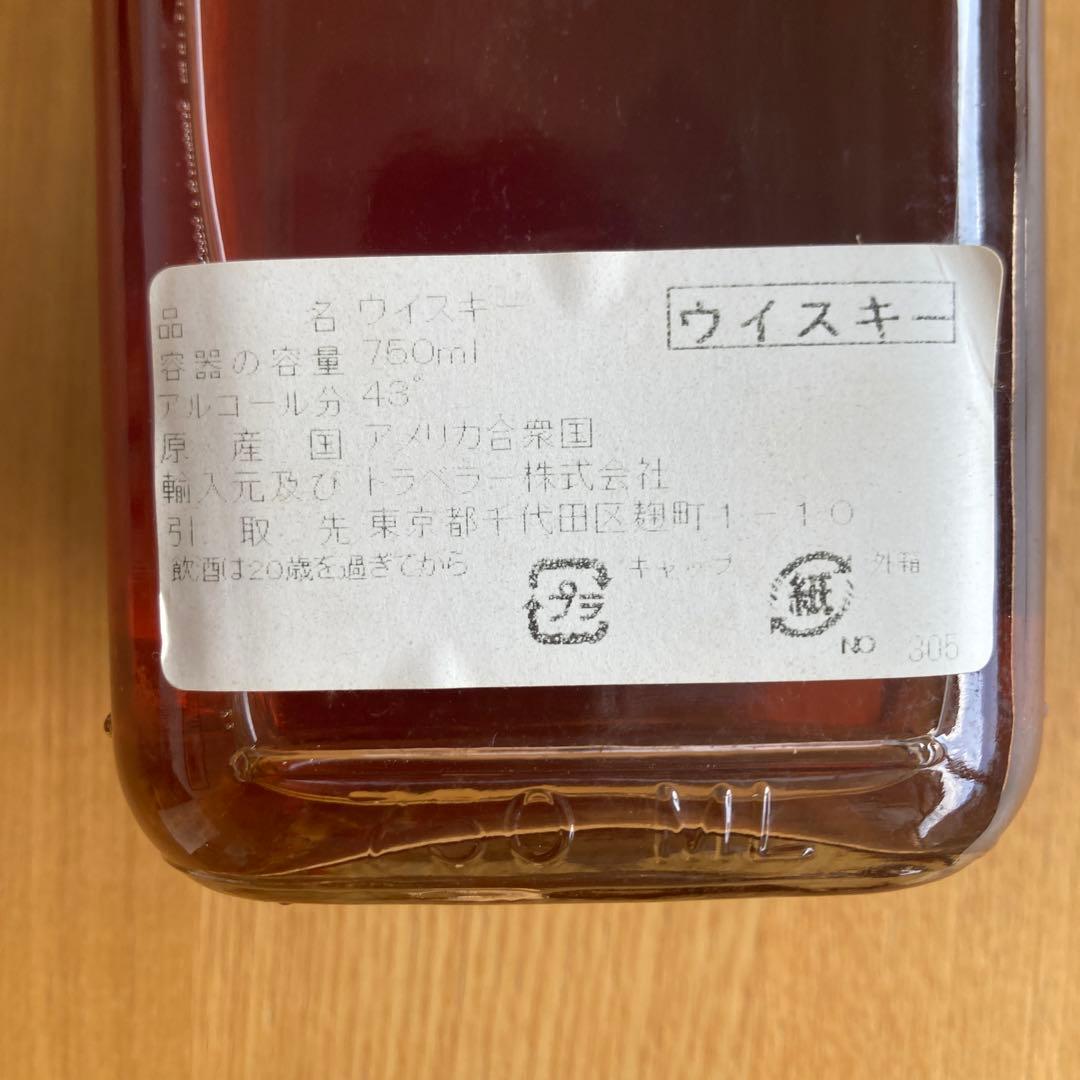 品名 ウイスキー
ウイスキー
容器の容量 750ml
アルコール分 43°
原産国 アメリカ合衆国
輸入元及び トラベラー株式会社
引取先 東京都千代田区麹町1-10
飲酒は20歳を過ぎてから
プラ キャップ
紙 外箱
NO 305
750 ML